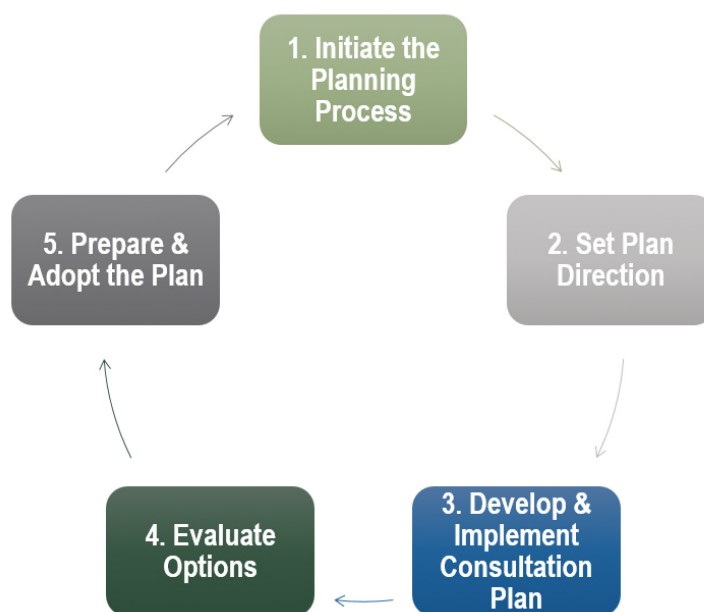 1. Initiate the
Planning
Process
2. Set Plan
Direction
3. Develop &
Implement
Consultation
Plan
4. Evaluate
Options
5. Prepare &
Adopt the Plan